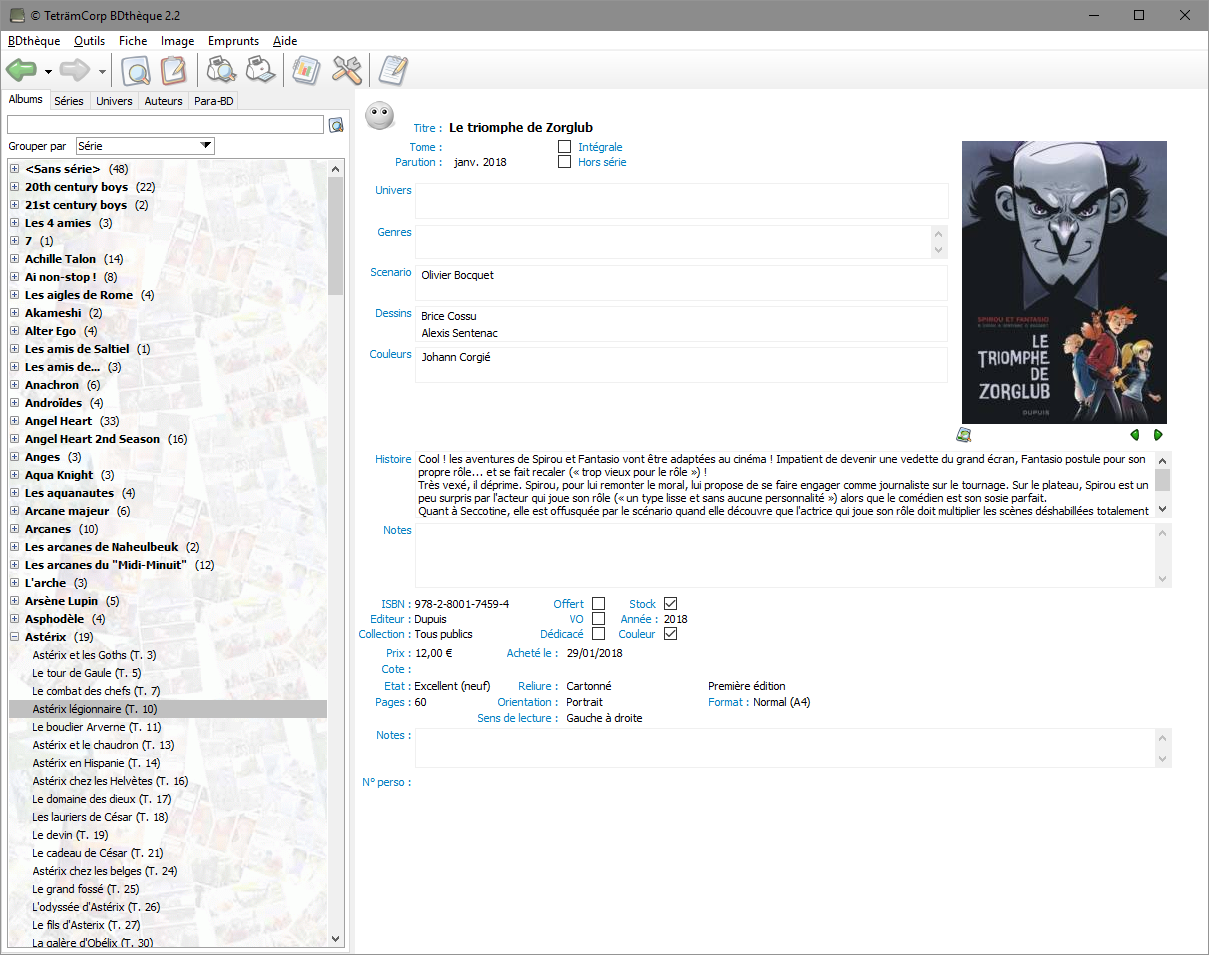 © TeträmCorp BDthèque 2.2
BDthèque Outils Fiche Image Emprunts Aide
Albums Séries Univers Auteurs Para-BD
Grouper par Série
<Sans série> (48)
20th century boys (22)
21st century boys (2)
Les 4 amies (3)
7 (1)
Achille Talon (14)
Ai non-stop ! (8)
Les aigles de Rome (4)
Akameshi (2)
Alter Ego (4)
Les amis de Saltiel (1)
Les amis de... (3)
Anachron (6)
Androïdes (4)
Angel Heart (33)
Angel Heart 2nd Season (16)
Anges (3)
Aqua Knight (3)
Les aquanautes (4)
Arcane majeur (6)
Arcanes (10)
Les arcanes de Naheulbeuk (2)
Les arcanes du "Midi-Minuit" (12)
L'arche (3)
Arsène Lupin (5)
Asphodèle (4)
Astérix (19)
Astérix et les Goths (T. 3)
Le tour de Gaule (T. 5)
Le combat des chefs (T. 7)
Astérix légionnaire (T. 10)
Le bouclier Arverne (T. 11)
Astérix et le chaudron (T. 13)
Astérix en Hispanie (T. 14)
Astérix chez les Helvètes (T. 16)
Le domaine des dieux (T. 17)
Les lauriers de César (T. 18)
Le devin (T. 19)
Le cadeau de César (T. 21)
Astérix chez les belges (T. 24)
Le grand fossé (T. 25)
L'odyssée d'Astérix (T. 26)
Le fils d'Asterix (T. 27)
La galère d'Obélix (T. 30)
Titre : Le triomphe de Zorglub
Tome : Intégrale
Parution : janv. 2018 Hors série
Univers
Genres
Scenario Olivier Bocquet
Dessins Brice Cossu
Alexis Sentenac
Couleurs Johann Corgié
SPIROU ET FANTASIO
LE
TRIOMPHE
DE
ZORGLUB
DUPUIS
Histoire Cool ! les aventures de Spirou et Fantasio vont être adaptées au cinéma ! Impatient de devenir une vedette du grand écran, Fantasio postule pour son
propre rôle... et se fait recaler (« trop vieux pour le rôle ») !
Très vexé, il déprime. Spirou, pour lui remonter le moral, lui propose de se faire engager comme journaliste sur le tournage. Sur le plateau, Spirou est un
peu surpris par l'acteur qui joue son rôle (« un type lisse et sans aucune personnalité ») alors que le comédien est son sosie parfait.
Quant à Seccotine, elle est offusquée par le scénario quand elle découvre que l'actrice qui joue son rôle doit multiplier les scènes déshabillées totalement
Notes
ISBN : 978-2-8001-7459-4 Offert Stock
Editeur : Dupuis VO Année : 2018
Collection : Tous publics Dédicacé Couleur
Prix : 12,00 € Acheté le : 29/01/2018
Cote :
Etat : Excellent (neuf) Reliure : Cartonné Première édition
Pages : 60 Orientation : Portrait Format : Normal (A4)
Sens de lecture : Gauche à droite
Notes :
N° perso :